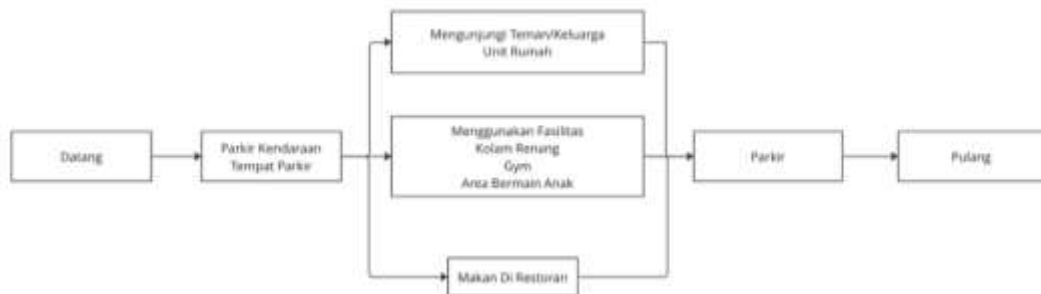 Datang
Parkir Kendaraan
Tempat Parkir
Mengunjungi Teman/Keluarga
Unit Rumah
Menggunakan Fasilitas
Kolam Renang
Gym
Area Bermain Anak
Makan Di Restoran
Parkir
Pulang